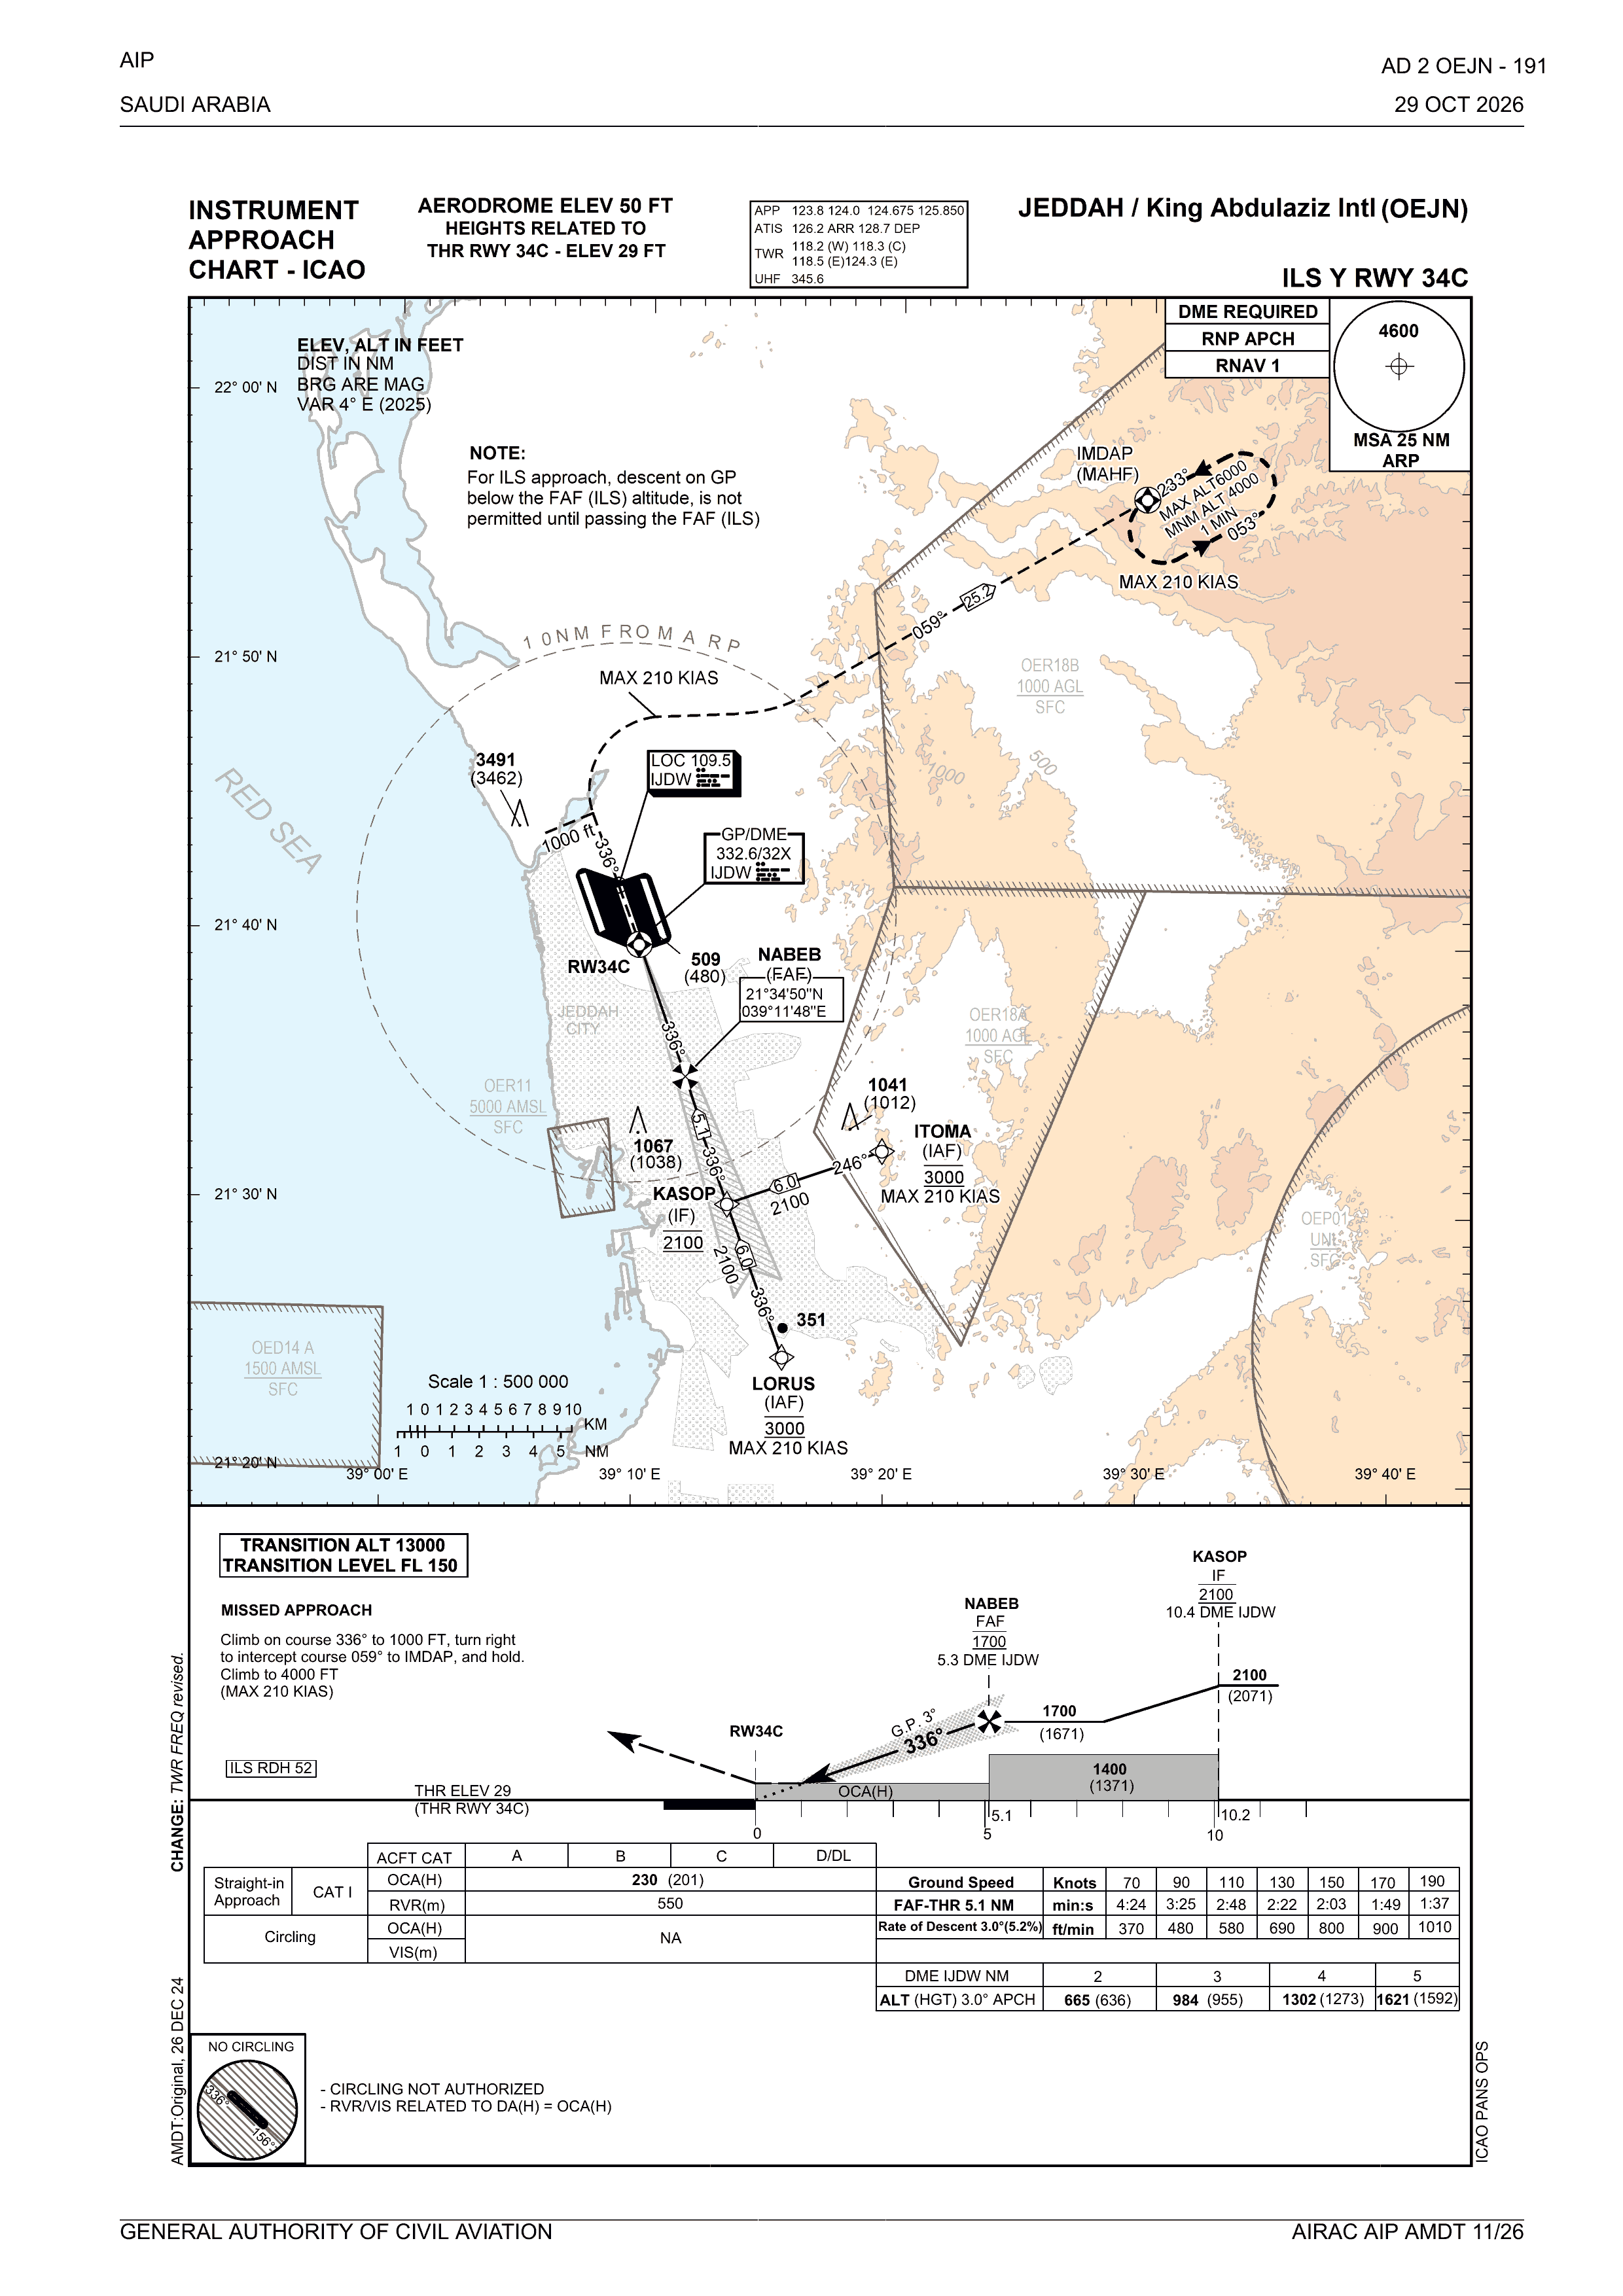 AIP
AD 2 OEJN - 191
SAUDI ARABIA
29 OCT 2026
INSTRUMENT
APPROACH
CHART - ICAO
AERODROME ELEV 50 FT
HEIGHTS RELATED TO
THR RWY 34C - ELEV 29 FT
APP 123.8 124.0 124.675 125.850
ATIS 126.2 ARR 128.7 DEP
TWR 118.2 (W) 118.3 (C)
118.5 (E)124.3 (E)
UHF 345.6
JEDDAH / King Abdulaziz Intl (OEJN)
ILS Y RWY 34C
DME REQUIRED
RNP APCH
RNAV 1
4600
MSA 25 NM
ARP
ELEV, ALT IN FEET
DIST IN NM
BRG ARE MAG
VAR 4° E (2025)
22° 00' N
NOTE:
For ILS approach, descent on GP
below the FAF (ILS) altitude, is not
permitted until passing the FAF (ILS)
IMDAP
(MAHF)
233°
MAX ALT6000
MNM ALT 4000
1 MIN
053°
MAX 210 KIAS
25.2
059°
10NM FROM ARP
21° 50' N
MAX 210 KIAS
OER18B
1000 AGL
SFC
500
1000
RED SEA
3491
(3462)
LOC 109.5
IJDW
1000 ft
336°
GP/DME
332.6/32X
IJDW
21° 40' N
RW34C
509
(480)
NABEB
(FAF)
21°34'50"N
039°11'48"E
JEDDAH
CITY
336°
OER18A
1000 AGL
SFC
OER11
5000 AMSL
SFC
1041
(1012)
5.1
336°
1067
(1038)
ITOMA
(IAF)
3000
MAX 210 KIAS
246°
6.0
2100
21° 30' N
KASOP
(IF)
2100
OEP01
UNL
SFC
6.0
2100
336°
351
LORUS
(IAF)
3000
MAX 210 KIAS
OED14 A
1500 AMSL
SFC
Scale 1 : 500 000
1 0 1 2 3 4 5 6 7 8 9 10
KM
1 0 1 2 3 4 5 NM
21° 20' N
39° 00' E
39° 10' E
39° 20' E
39° 30' E
39° 40' E
TRANSITION ALT 13000
TRANSITION LEVEL FL 150
MISSED APPROACH
Climb on course 336° to 1000 FT, turn right
to intercept course 059° to IMDAP, and hold.
Climb to 4000 FT
(MAX 210 KIAS)
KASOP
IF
2100
10.4 DME IJDW
NABEB
FAF
1700
5.3 DME IJDW
2100
(2071)
1700
(1671)
G.P. 3°
336°
RW34C
ILS RDH 52
THR ELEV 29
(THR RWY 34C)
OCA(H)
1400
(1371)
5.1
10.2
0
5
10
ACFT CAT A B C D/DL
Straight-in
Approach
CAT I
OCA(H) 230 (201)
RVR(m) 550
Circling
OCA(H)
VIS(m)
NA
Ground Speed Knots 70 90 110 130 150 170 190
FAF-THR 5.1 NM min:s 4:24 3:25 2:48 2:22 2:03 1:49 1:37
Rate of Descent 3.0°(5.2%) ft/min 370 480 580 690 800 900 1010
DME IJDW NM 2 3 4 5
ALT (HGT) 3.0° APCH 665 (636) 984 (955) 1302 (1273) 1621 (1592)
NO CIRCLING
336°
156°
- CIRCLING NOT AUTHORIZED
- RVR/VIS RELATED TO DA(H) = OCA(H)
CHANGE: TWR FREQ revised.
AMDT:Original, 26 DEC 24
ICAO PANS OPS
GENERAL AUTHORITY OF CIVIL AVIATION
AIRAC AIP AMDT 11/26